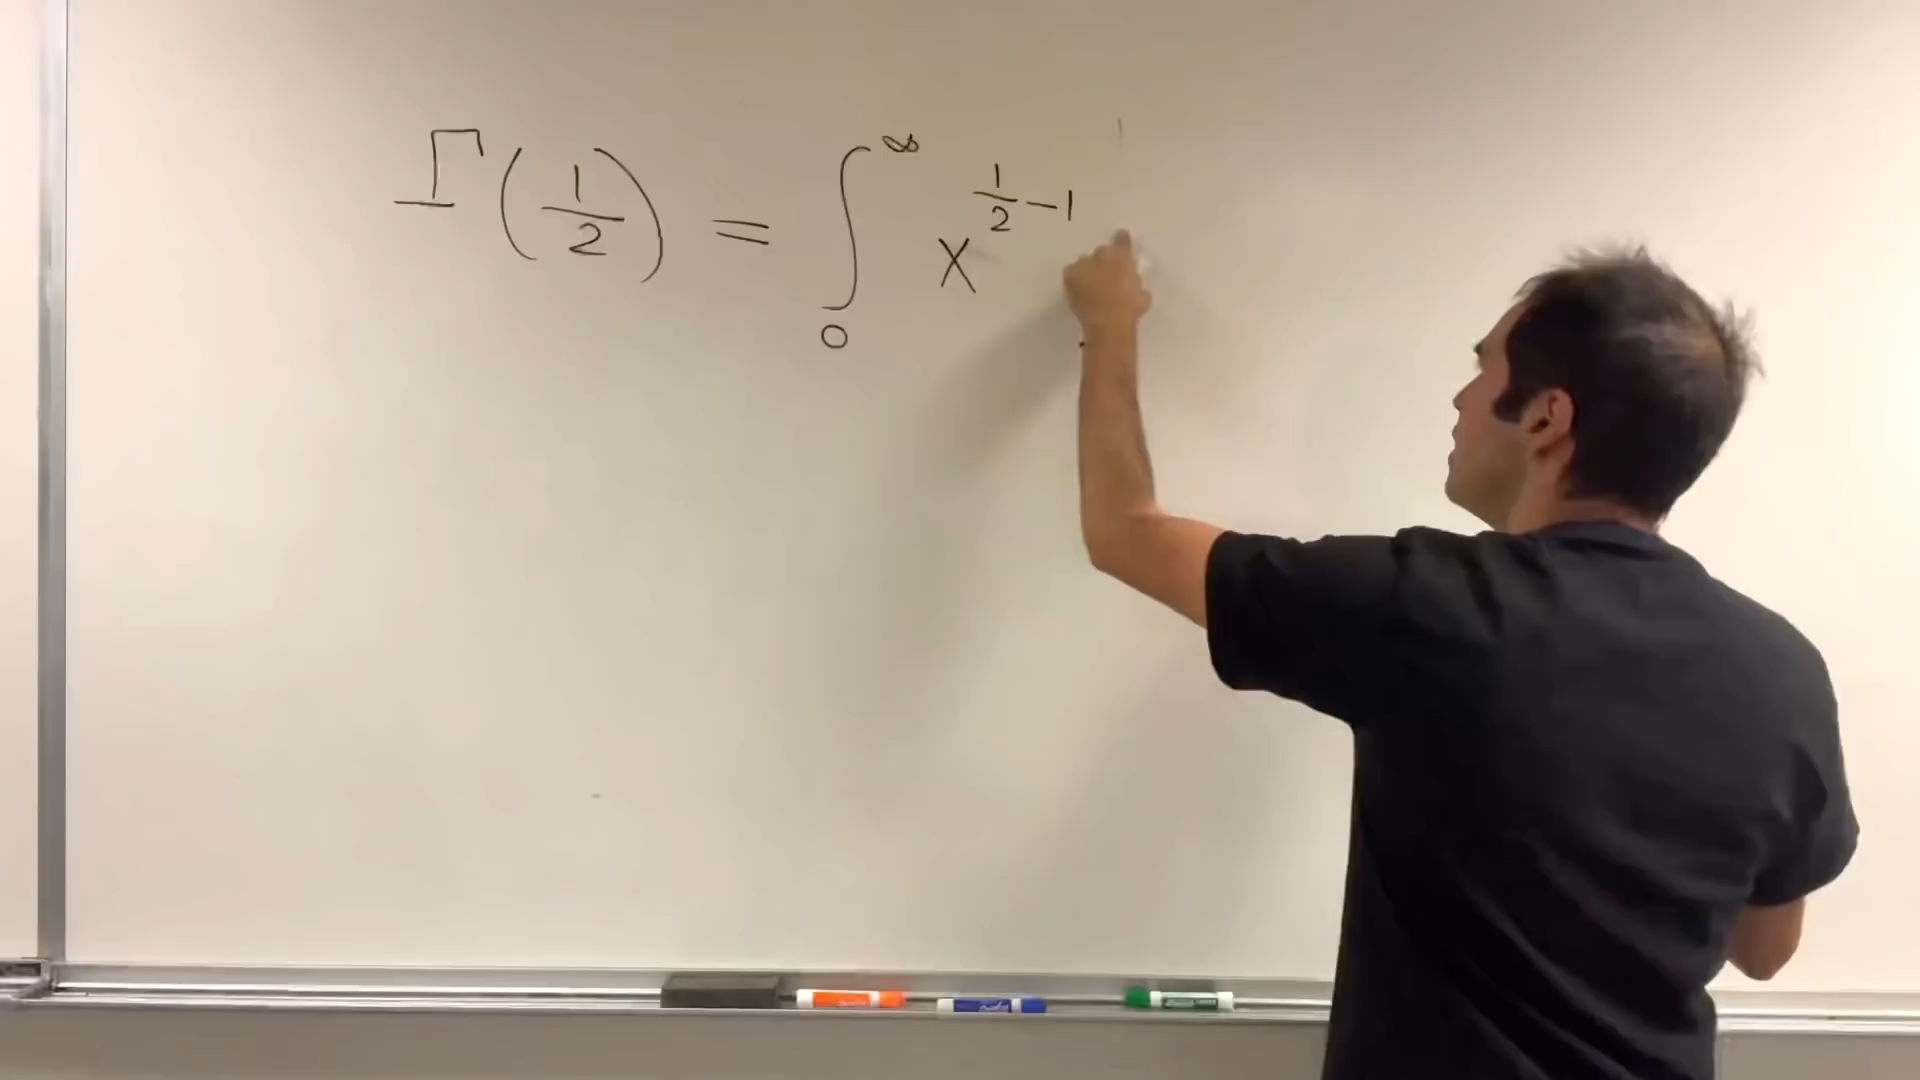 Γ(1/2) = ∫₀^∞ x^(1/2 - 1)